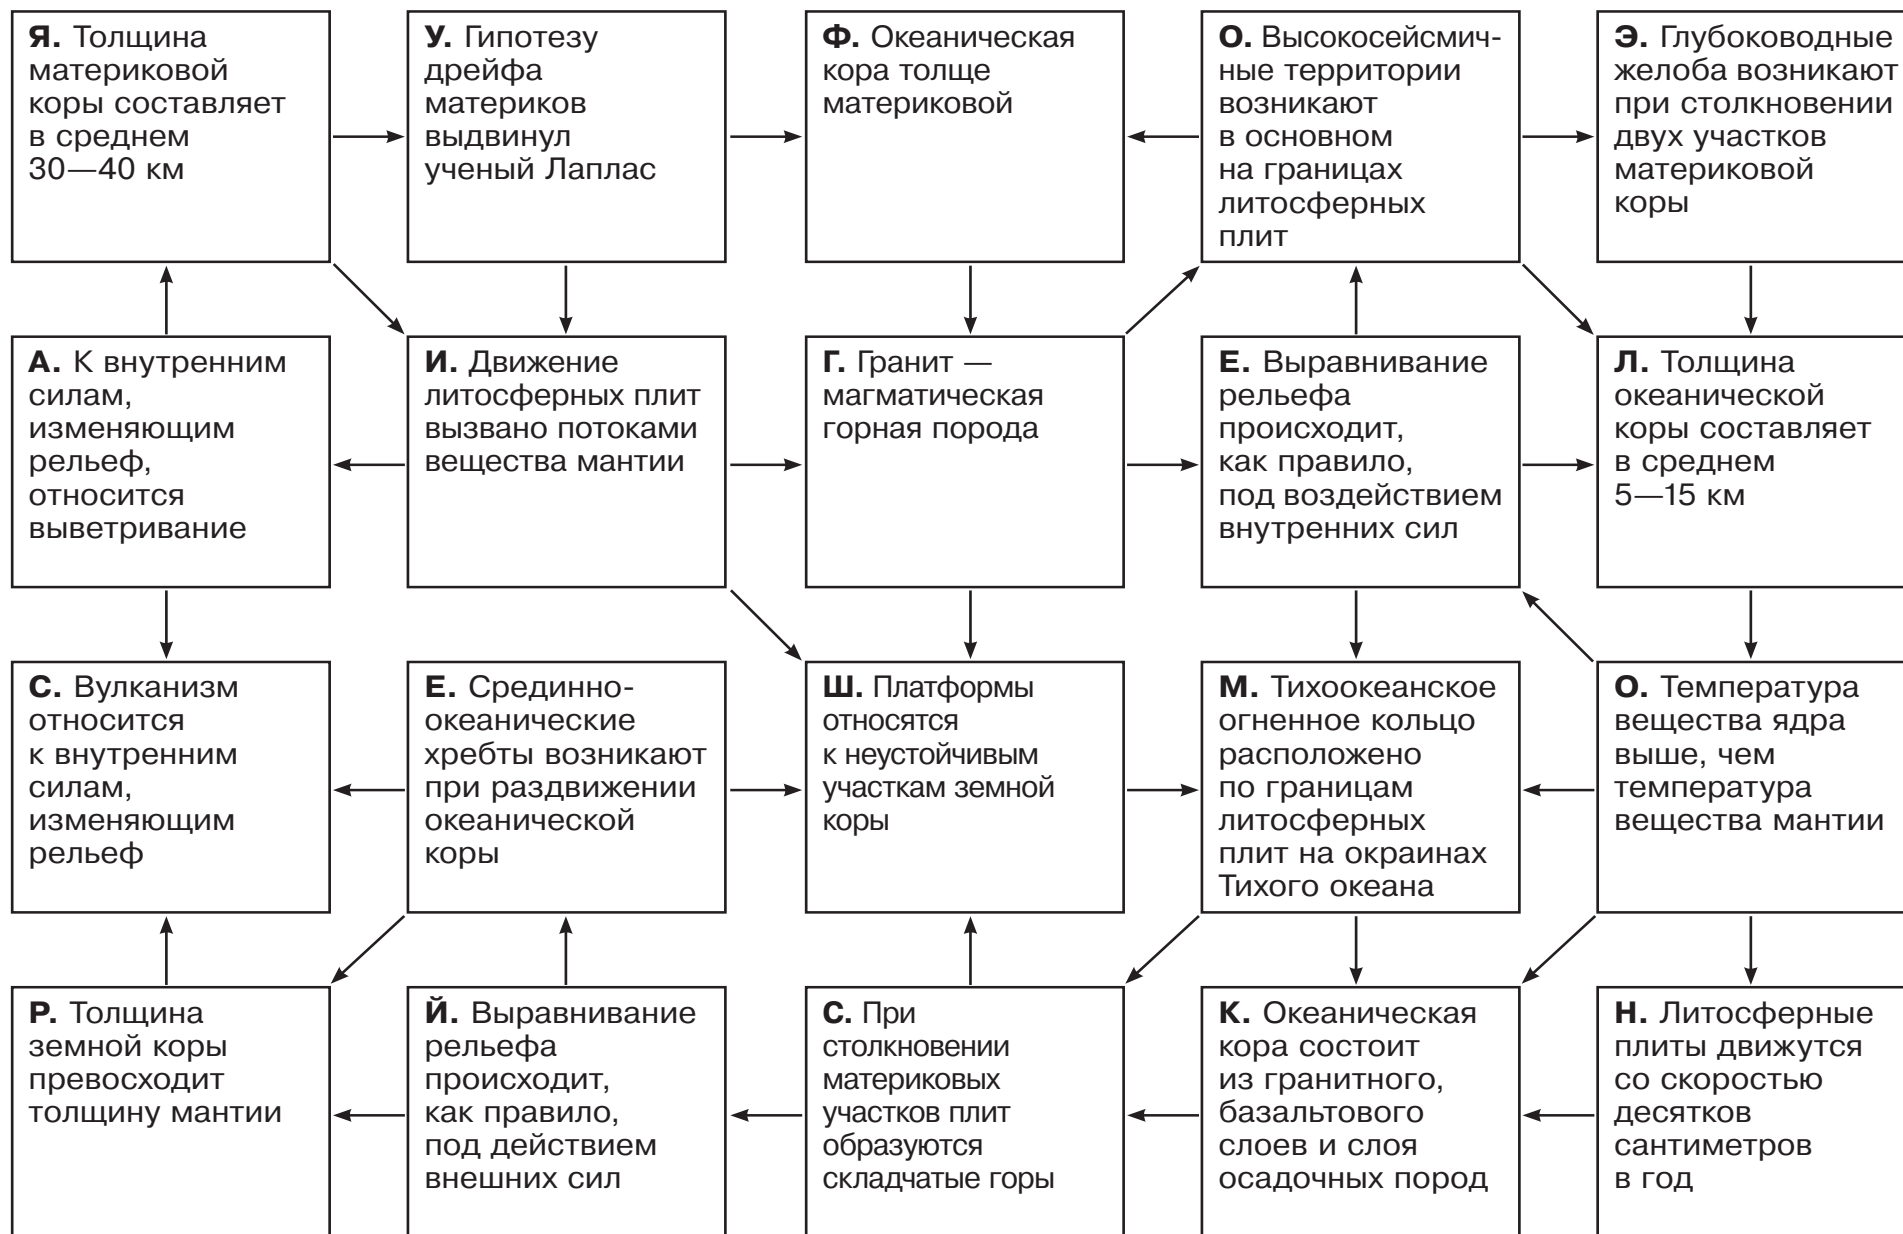 Я. Толщина
материковой
коры составляет
в среднем
30—40 км
У. Гипотезу
дрейфа
материков
выдвинул
ученый Лаплас
Ф. Океаническая
кора толще
материковой
О. Высокосейсмич-
ные территории
возникают
в основном
на границах
литосферных
плит
Э. Глубоководные
желоба возникают
при столкновении
двух участков
материковой
коры
А. К внутренним
силам,
изменяющим
рельеф,
относится
выветривание
И. Движение
литосферных плит
вызвано потоками
вещества мантии
Г. Гранит —
магматическая
горная порода
Е. Выравнивание
рельефа
происходит,
как правило,
под воздействием
внутренних сил
Л. Толщина
океанической
коры составляет
в среднем
5—15 км
С. Вулканизм
относится
к внутренним
силам,
изменяющим
рельеф
Е. Срединно-
океанические
хребты возникают
при раздвижении
океанической
коры
Ш. Платформы
относятся
к неустойчивым
участкам земной
коры
М. Тихоокеанское
огненное кольцо
расположено
по границам
литосферных
плит на окраинах
Тихого океана
О. Температура
вещества ядра
выше, чем
температура
вещества мантии
Р. Толщина
земной коры
превосходит
толщину мантии
Й. Выравнивание
рельефа
происходит,
как правило,
под действием
внешних сил
С. При
столкновении
материковых
участков плит
образуются
складчатые горы
К. Океаническая
кора состоит
из гранитного,
базальтового
слоев и слоя
осадочных пород
Н. Литосферные
плиты движутся
со скоростью
десятков
сантиметров
в год